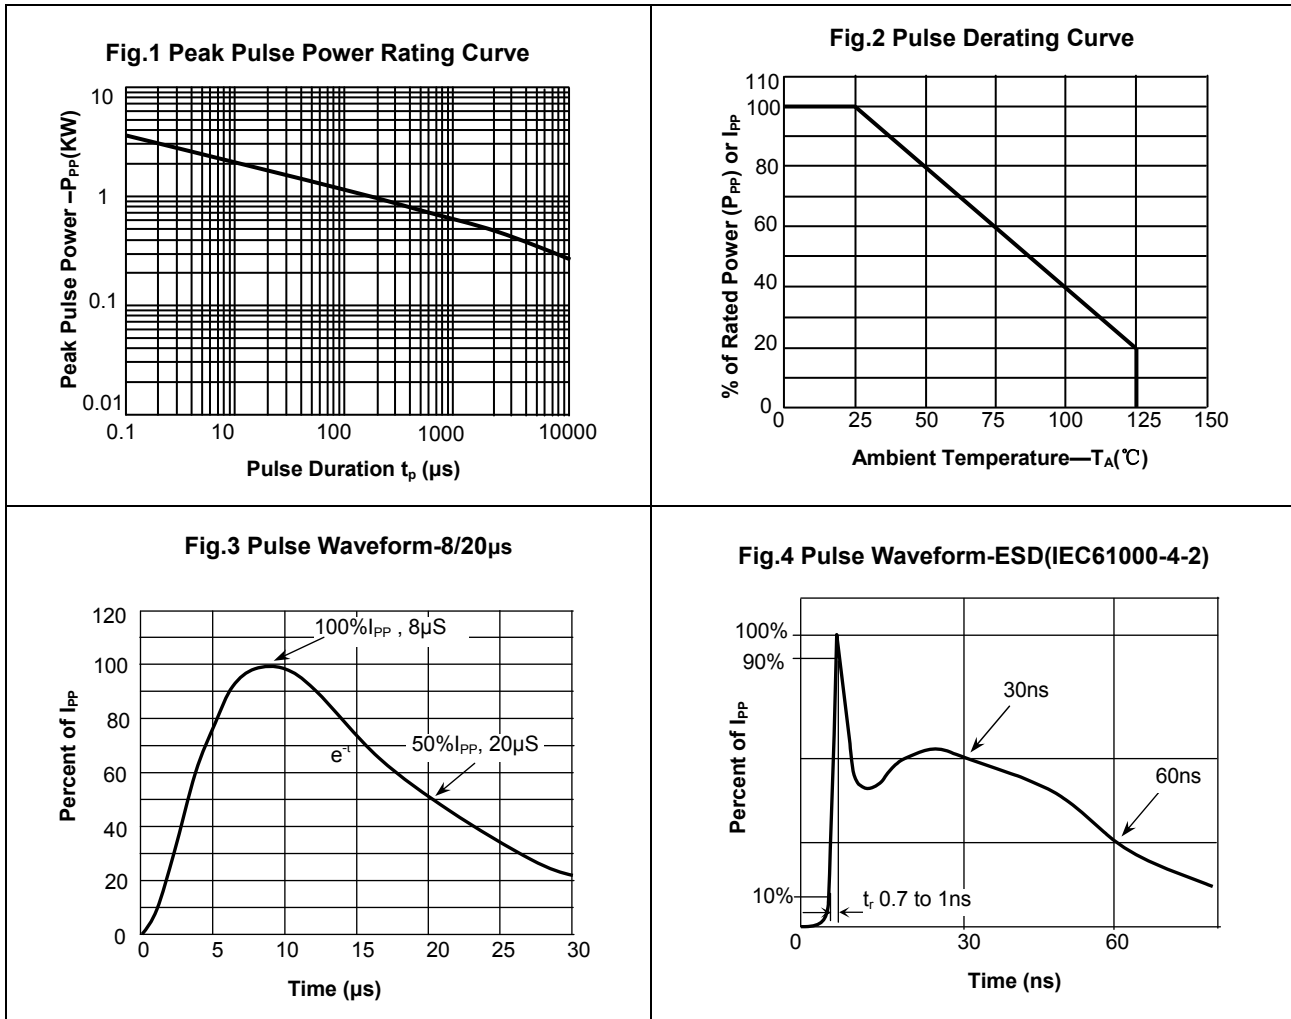 Fig.1 Peak Pulse Power Rating Curve
Peak Pulse Power –PPP(KW)
10
1
0.1
0.01
0.1 10 100 1000 10000
Pulse Duration tp (µs)
Fig.2 Pulse Derating Curve
% of Rated Power (PPP) or IPP
110
100
80
60
40
20
0
0 25 50 75 100 125 150
Ambient Temperature—TA(℃)
Fig.3 Pulse Waveform-8/20µs
Percent of IPP
120
100
80
60
40
20
0
100%IPP , 8µS
e-t
50%IPP, 20µS
0 5 10 15 20 25 30
Time (µs)
Fig.4 Pulse Waveform-ESD(IEC61000-4-2)
Percent of IPP
100%
90%
10%
30ns
60ns
tr 0.7 to 1ns
0 30 60
Time (ns)